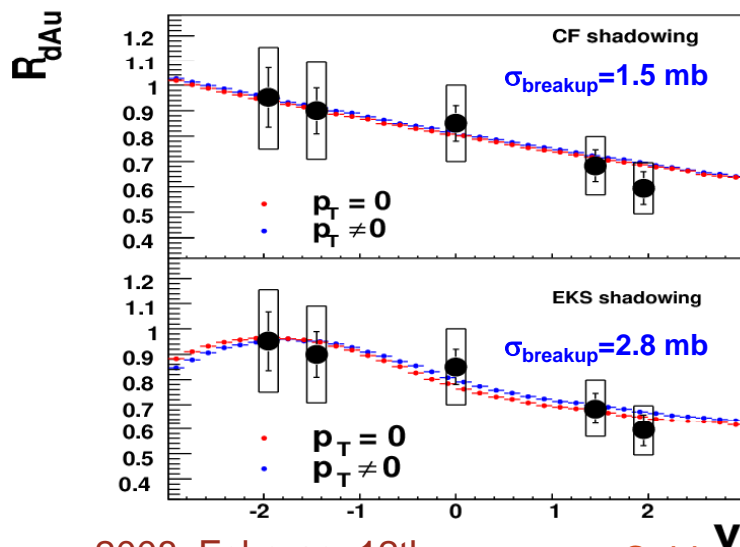 R_dAu
1.2
1.1
1
0.9
0.8
0.7
0.6
0.5
0.4
CF shadowing
σ_breakup=1.5 mb
p_T = 0
p_T ≠0
1.2
1.1
1
0.9
0.8
0.7
0.6
0.5
0.4
EKS shadowing
σ_breakup=2.8 mb
p_T = 0
p_T ≠0
-2 -1 0 1 2
y